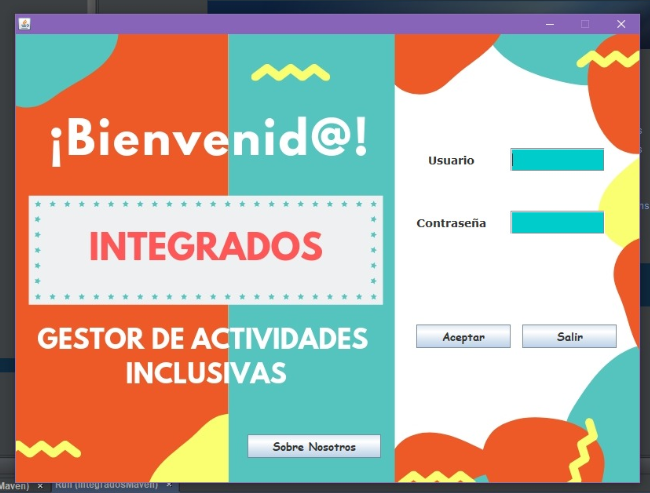 ¡Bienvenid@!
INTEGRADOS
GESTOR DE ACTIVIDADES
INCLUSIVAS
Sobre Nosotros
Usuario
Contraseña
Aceptar
Salir
Maven) ×
Run (IntegradosMaven) ×